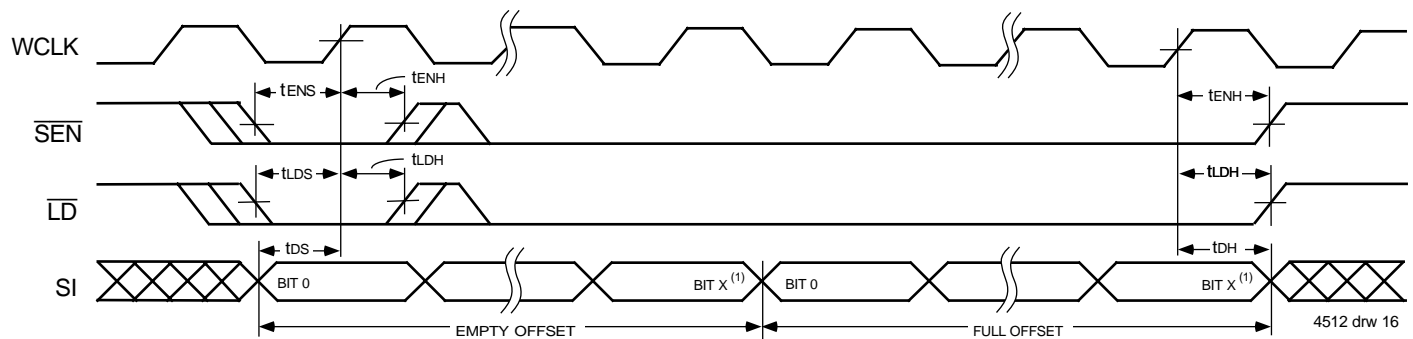 WCLK
tENS
tENH
tENH
SEN
tLDS
tLDH
tLDH
LD
tDS
tDH
SI
BIT 0
BIT X (1)
BIT 0
BIT X (1)
EMPTY OFFSET
FULL OFFSET
4512 drw 16